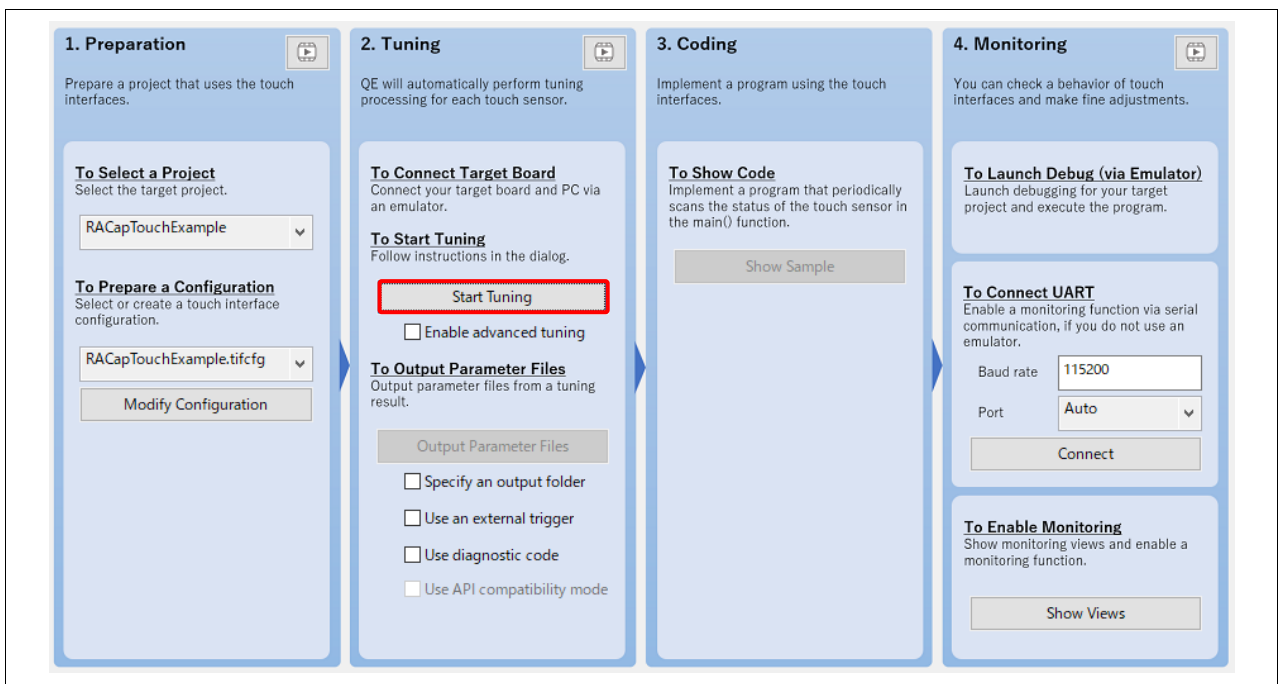 1. Preparation
Prepare a project that uses the touch
interfaces.
To Select a Project
Select the target project.
RACapTouchExample
To Prepare a Configuration
Select or create a touch interface
configuration.
RACapTouchExample.tifcfg
Modify Configuration
2. Tuning
QE will automatically perform tuning
processing for each touch sensor.
To Connect Target Board
Connect your target board and PC via
an emulator.
To Start Tuning
Follow instructions in the dialog.
Start Tuning
Enable advanced tuning
To Output Parameter Files
Output parameter files from a tuning
result.
Output Parameter Files
Specify an output folder
Use an external trigger
Use diagnostic code
Use API compatibility mode
3. Coding
Implement a program using the touch
interfaces.
To Show Code
Implement a program that periodically
scans the status of the touch sensor in
the main() function.
Show Sample
4. Monitoring
You can check a behavior of touch
interfaces and make fine adjustments.
To Launch Debug (via Emulator)
Launch debugging for your target
project and execute the program.
To Connect UART
Enable a monitoring function via serial
communication, if you do not use an
emulator.
Baud rate 115200
Port Auto
Connect
To Enable Monitoring
Show monitoring views and enable a
monitoring function.
Show Views